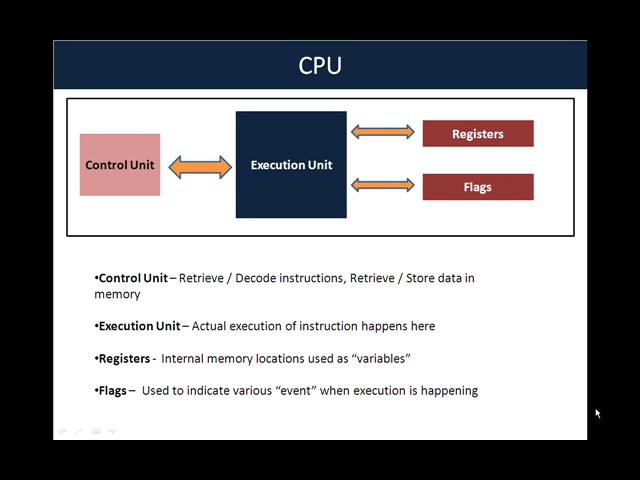 CPU
Control Unit
Execution Unit
Registers
Flags
•Control Unit – Retrieve / Decode instructions, Retrieve / Store data in
memory
•Execution Unit – Actual execution of instruction happens here
•Registers -  Internal memory locations used as “variables”
•Flags –  Used to indicate various “event” when execution is happening